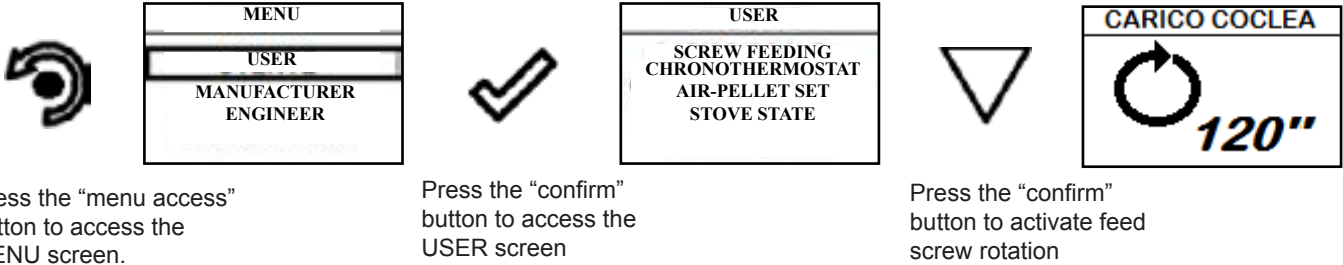 MENU
USER
MANUFACTURER
ENGINEER
USER
SCREW FEEDING
CHRONOTHERMOSTAT
AIR-PELLET SET
STOVE STATE
CARICO COCLEA
120"
ess the “menu access”
tton to access the
ENU screen.
Press the “confirm”
button to access the
USER screen
Press the “confirm”
button to activate feed
screw rotation